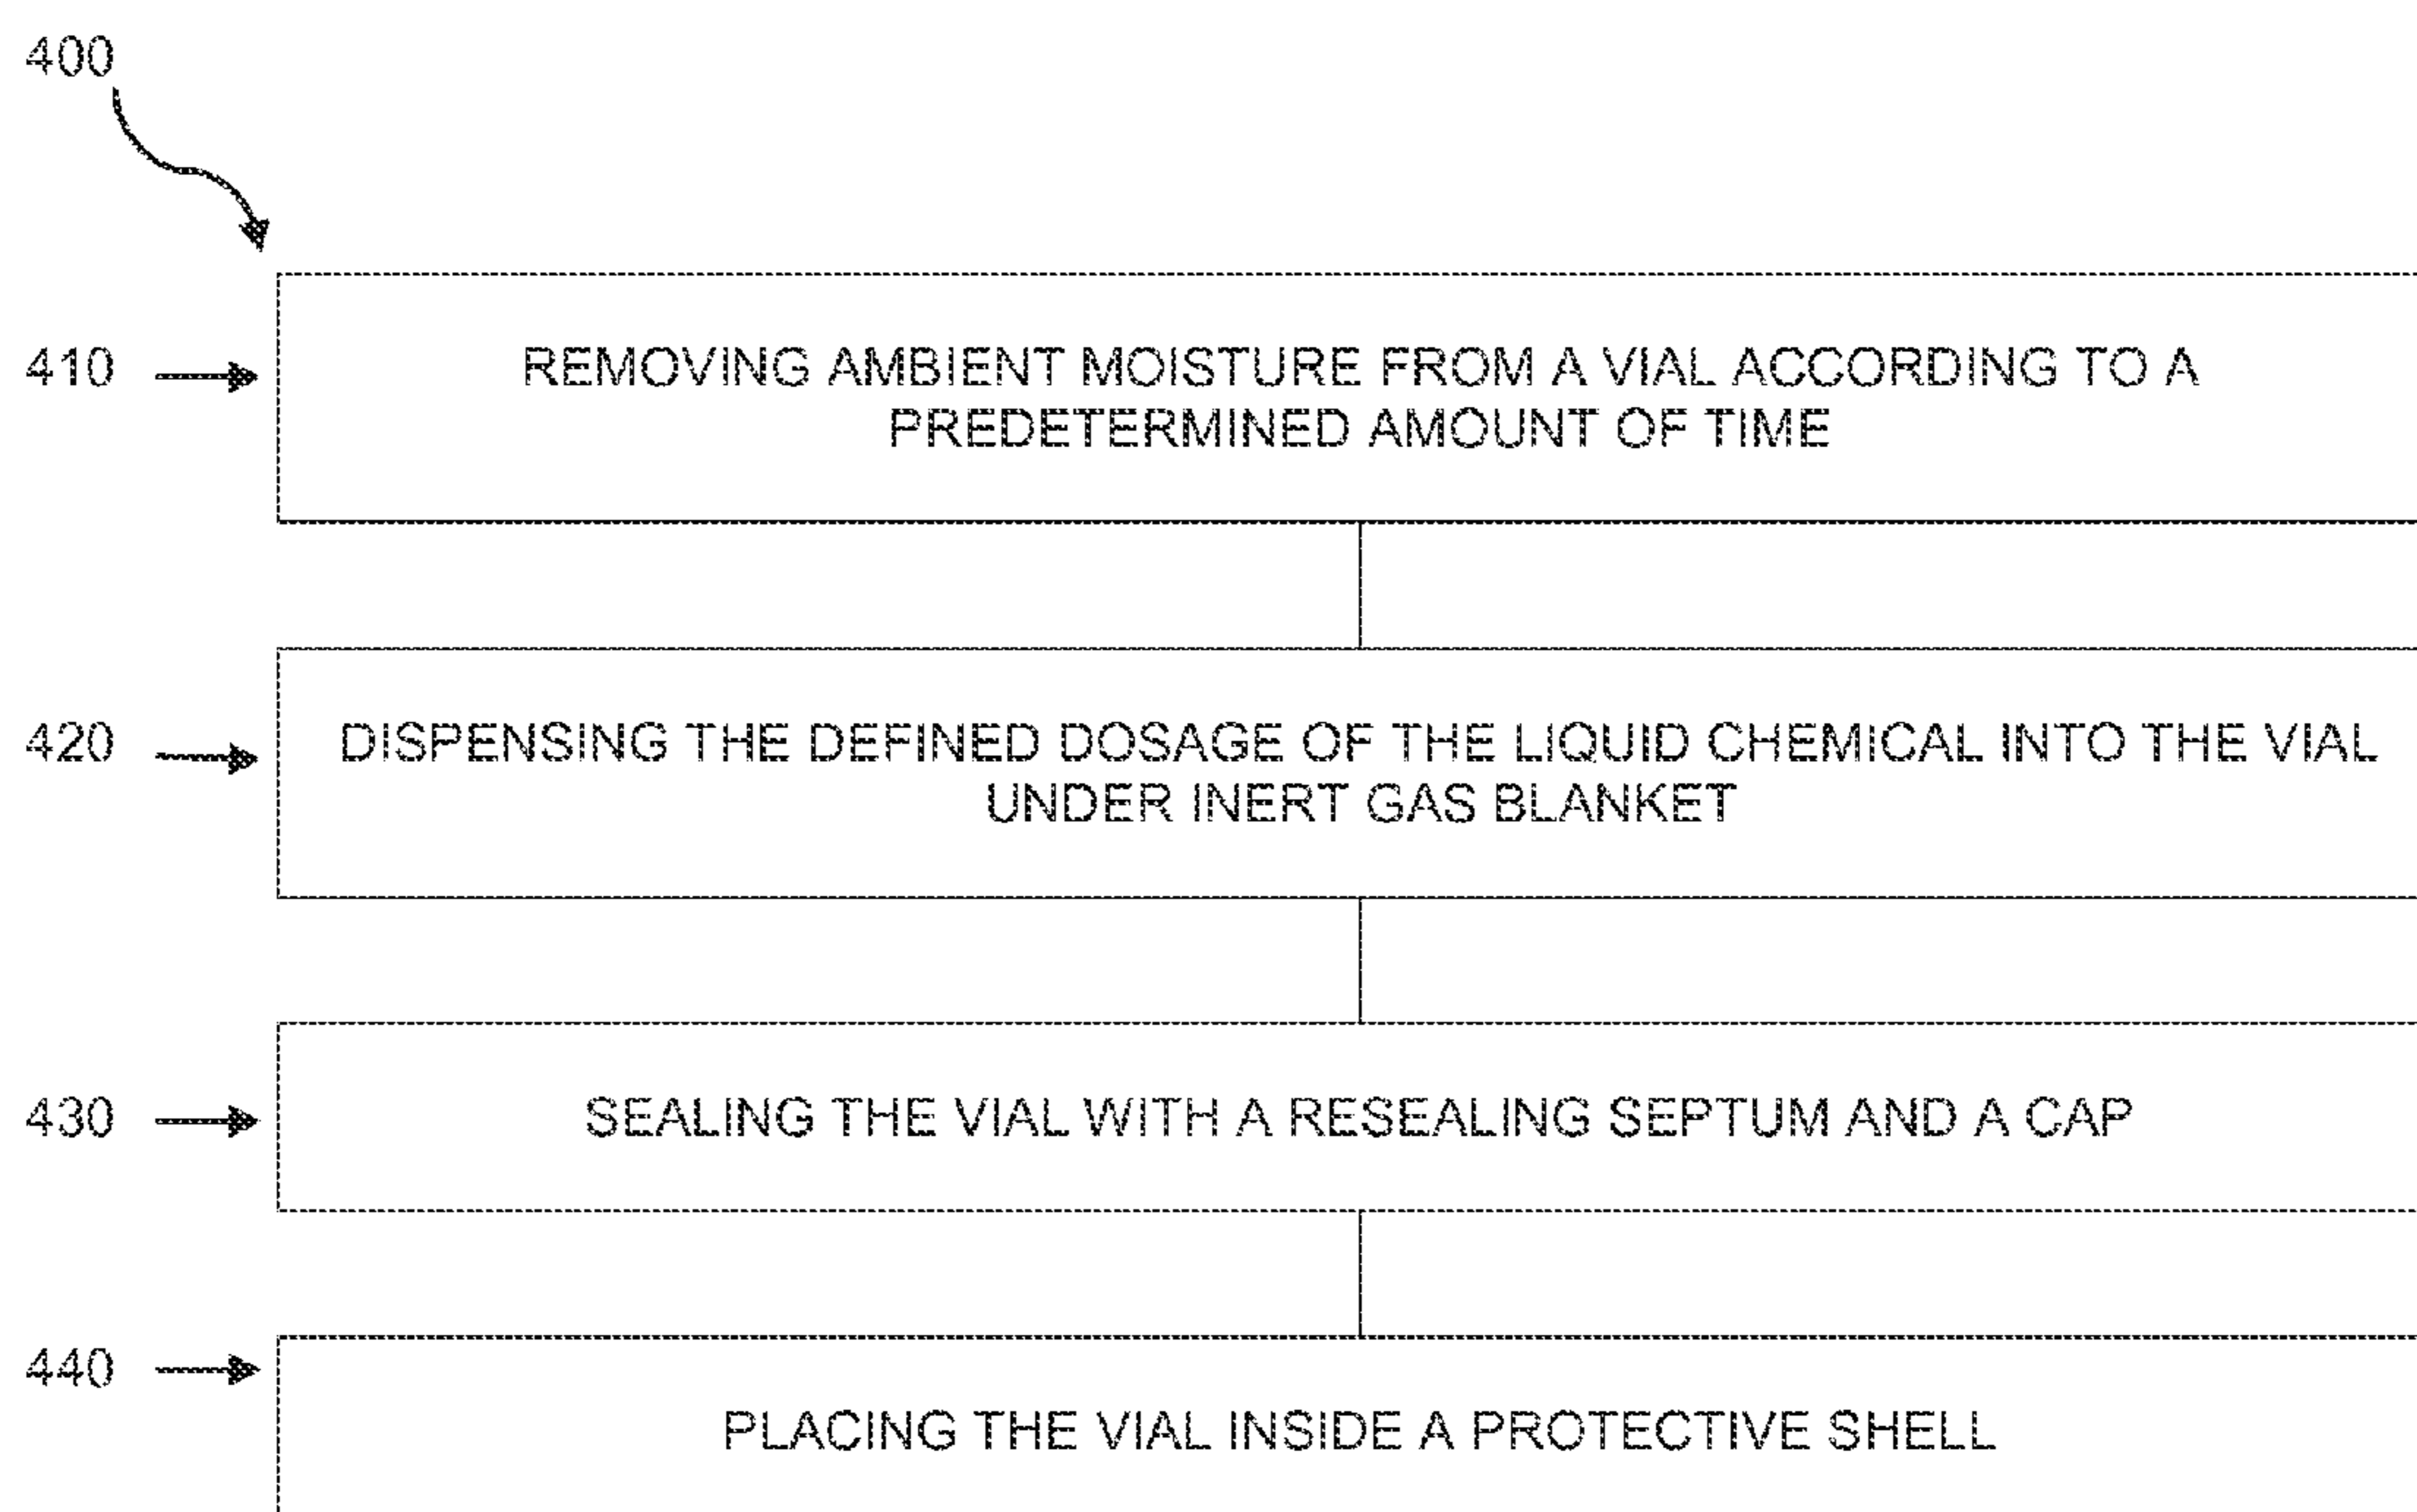 400
410
REMOVING AMBIENT MOISTURE FROM A VIAL ACCORDING TO A
PREDETERMINED AMOUNT OF TIME
420
DISPENSING THE DEFINED DOSAGE OF THE LIQUID CHEMICAL INTO THE VIAL
UNDER INERT GAS BLANKET
430
SEALING THE VIAL WITH A RESEALING SEPTUM AND A CAP
440
PLACING THE VIAL INSIDE A PROTECTIVE SHELL